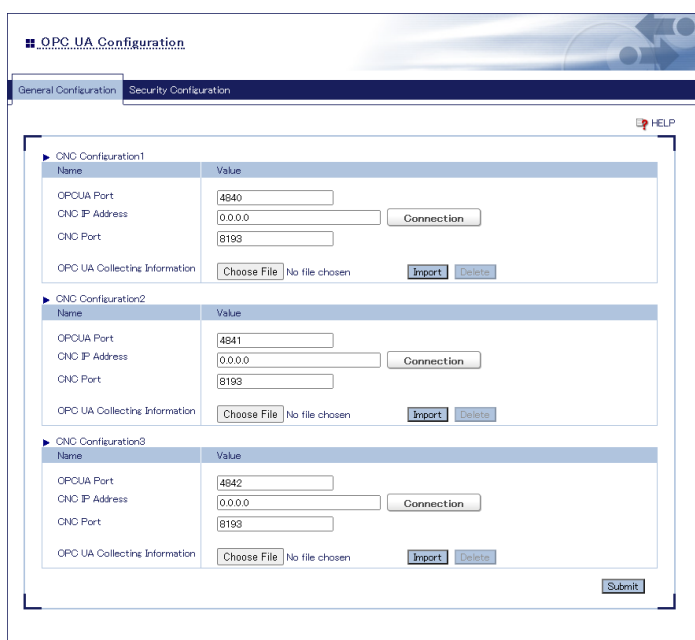 OPC UA Configuration
General Configuration Security Configuration
HELP
CNC Configuration1
Name Value
OPCUA Port 4840
CNC IP Address 0.0.0.0 Connection
CNC Port 8193
OPC UA Collecting Information Choose File No file chosen Import Delete
CNC Configuration2
Name Value
OPCUA Port 4841
CNC IP Address 0.0.0.0 Connection
CNC Port 8193
OPC UA Collecting Information Choose File No file chosen Import Delete
CNC Configuration3
Name Value
OPCUA Port 4842
CNC IP Address 0.0.0.0 Connection
CNC Port 8193
OPC UA Collecting Information Choose File No file chosen Import Delete
Submit